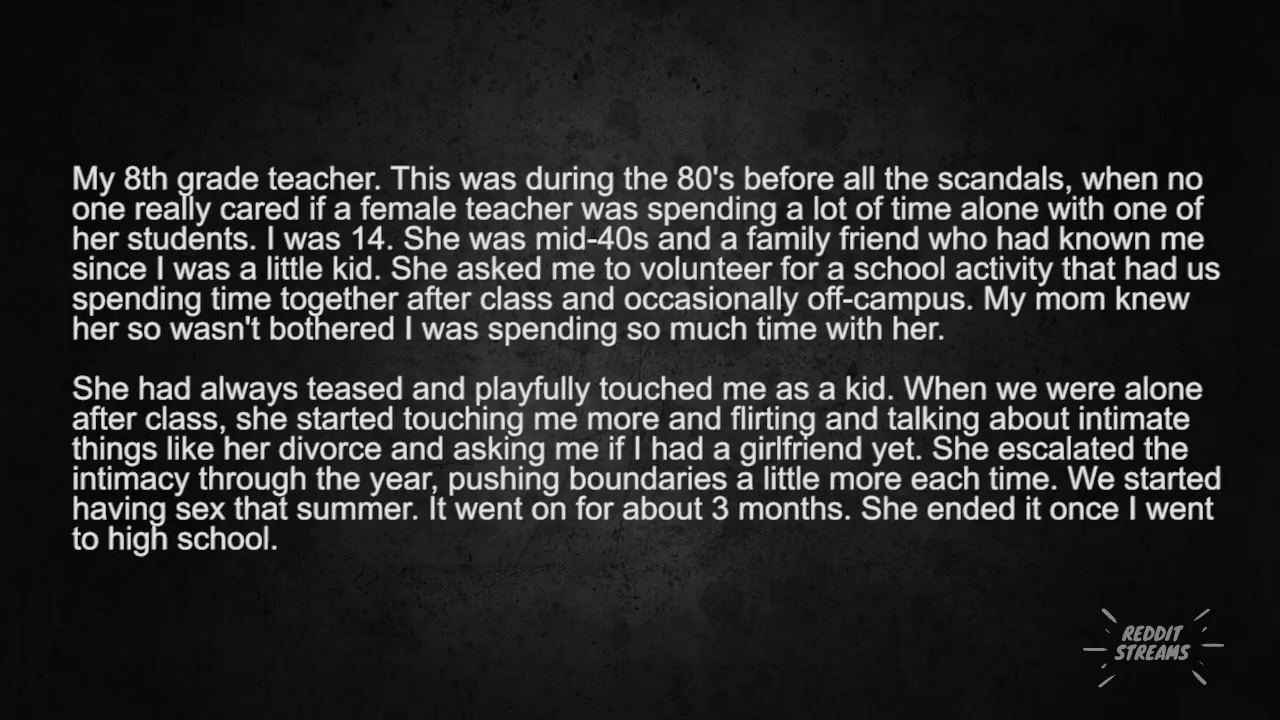 My 8th grade teacher. This was during the 80's before all the scandals, when no
one really cared if a female teacher was spending a lot of time alone with one of
her students. I was 14. She was mid-40s and a family friend who had known me
since I was a little kid. She asked me to volunteer for a school activity that had us
spending time together after class and occasionally off-campus. My mom knew
her so wasn't bothered I was spending so much time with her.
She had always teased and playfully touched me as a kid. When we were alone
after class, she started touching me more and flirting and talking about intimate
things like her divorce and asking me if I had a girlfriend yet. She escalated the
intimacy through the year, pushing boundaries a little more each time. We started
having sex that summer. It went on for about 3 months. She ended it once I went
to high school.
REDDIT
STREAMS